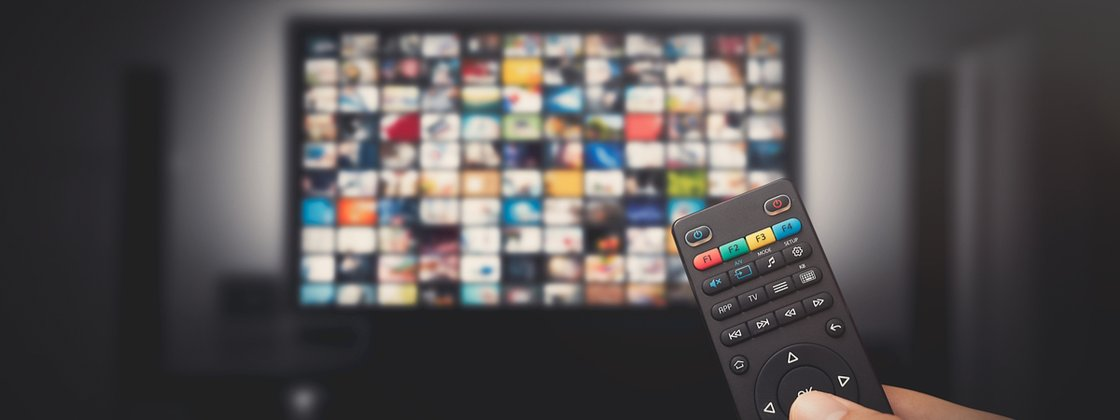 F1 F2 F3 F4
A/V MODE SETUP
KB
APP TV
OK